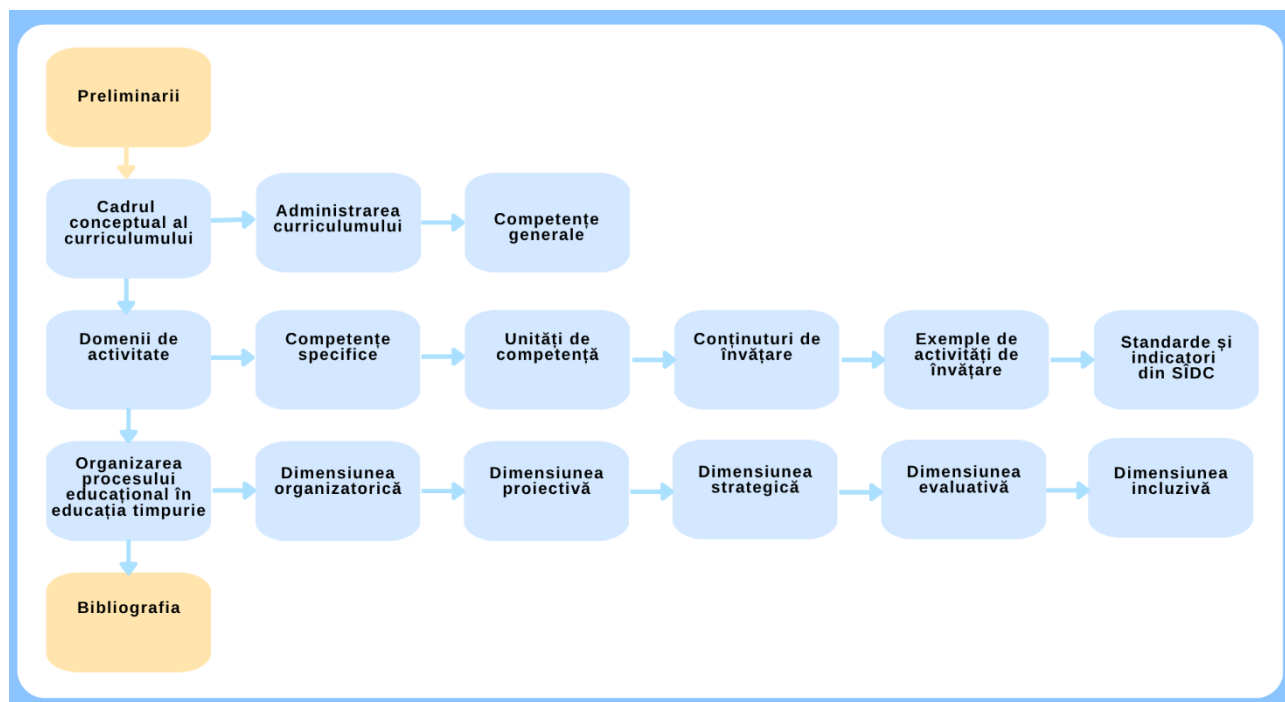 Preliminarii
Cadrul
conceptual al
curriculumului
Administrarea
curriculumului
Competențe
generale
Domenii de
activitate
Competențe
specifice
Unități de
competență
Conținuturi de
învățare
Exemple de
activități de
învățare
Standarde și
indicatori
din SÎDC
Organizarea
procesului
educațional în
educația timpurie
Dimensiunea
organizatorică
Dimensiunea
proiectivă
Dimensiunea
strategică
Dimensiunea
evaluativă
Dimensiunea
incluzivă
Bibliografia